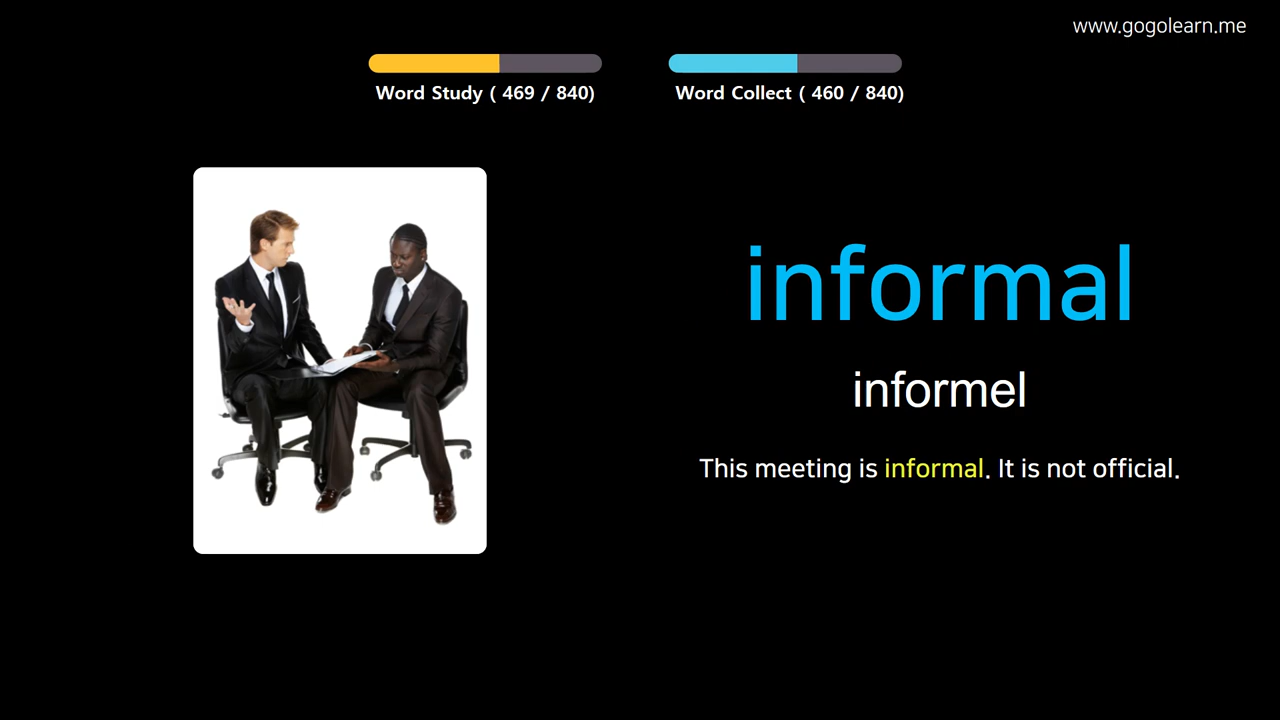 www.gogolearn.me
Word Study ( 469 / 840)
Word Collect ( 460 / 840)
informal
informel
This meeting is informal. It is not official.